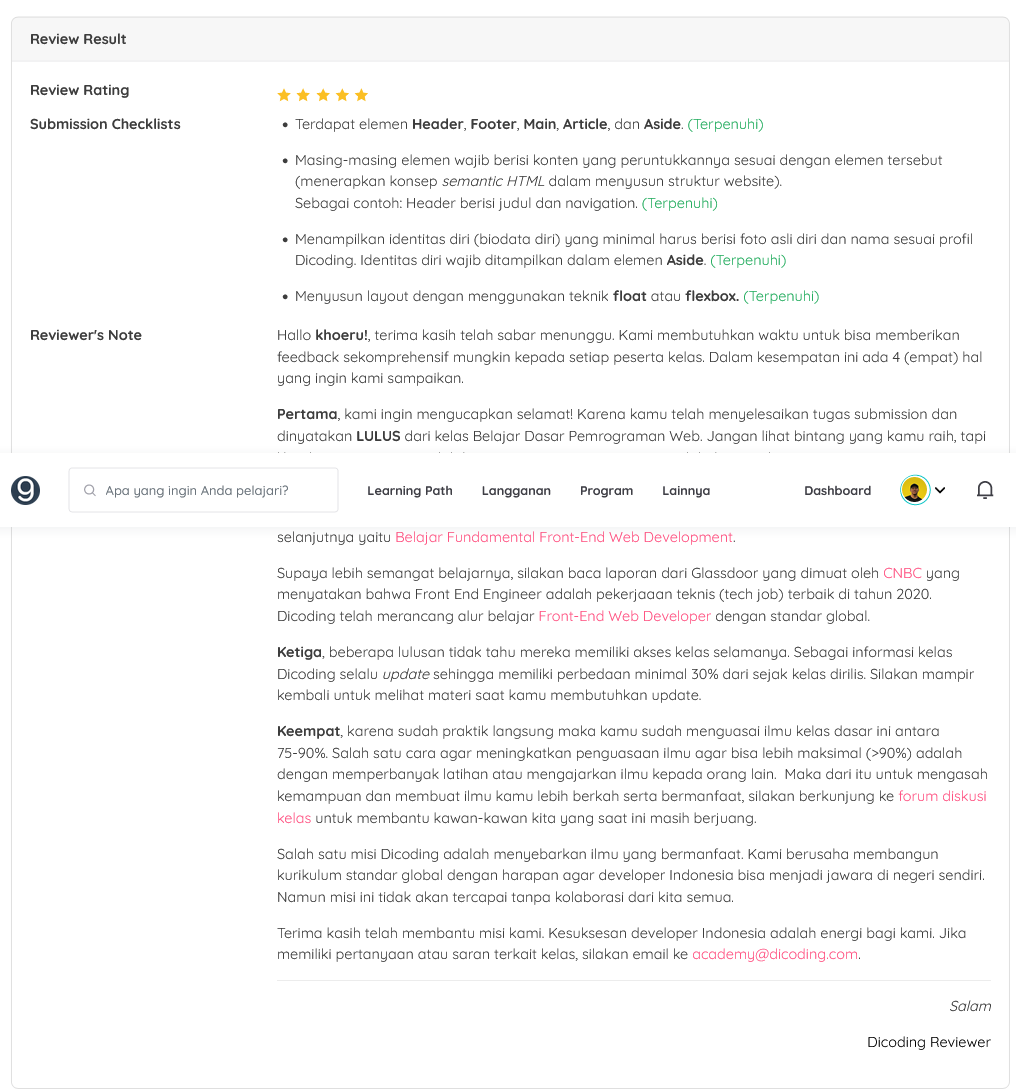 Review Result
Review Rating
Submission Checklists
Terdapat elemen Header, Footer, Main, Article, dan Aside. (Terpenuhi)
Masing-masing elemen wajib berisi konten yang peruntukkannya sesuai dengan elemen tersebut
(menerapkan konsep semantic HTML dalam menyusun struktur website).
Sebagai contoh: Header berisi judul dan navigation. (Terpenuhi)
Menampilkan identitas diri (biodata diri) yang minimal harus berisi foto asli diri dan nama sesuai profil
Dicoding. Identitas diri wajib ditampilkan dalam elemen Aside. (Terpenuhi)
Menyusun layout dengan menggunakan teknik float atau flexbox. (Terpenuhi)
Reviewer's Note
Hallo khoeru!, terima kasih telah sabar menunggu. Kami membutuhkan waktu untuk bisa memberikan
feedback sekomprehensif mungkin kepada setiap peserta kelas. Dalam kesempatan ini ada 4 (empat) hal
yang ingin kami sampaikan.
Pertama, kami ingin mengucapkan selamat! Karena kamu telah menyelesaikan tugas submission dan
dinyatakan LULUS dari kelas Belajar Dasar Pemrograman Web. Jangan lihat bintang yang kamu raih, tapi
Apa yang ingin Anda pelajari?
Learning Path
Langganan
Program
Lainnya
Dashboard
selanjutnya yaitu Belajar Fundamental Front-End Web Development.
Supaya lebih semangat belajarnya, silakan baca laporan dari Glassdoor yang dimuat oleh CNBC yang
menyatakan bahwa Front End Engineer adalah pekerjaaan teknis (tech job) terbaik di tahun 2020.
Dicoding telah merancang alur belajar Front-End Web Developer dengan standar global.
Ketiga, beberapa lulusan tidak tahu mereka memiliki akses kelas selamanya. Sebagai informasi kelas
Dicoding selalu update sehingga memiliki perbedaan minimal 30% dari sejak kelas dirilis. Silakan mampir
kembali untuk melihat materi saat kamu membutuhkan update.
Keempat, karena sudah praktik langsung maka kamu sudah menguasai ilmu kelas dasar ini antara
75-90%. Salah satu cara agar meningkatkan penguasaan ilmu agar bisa lebih maksimal (>90%) adalah
dengan memperbanyak latihan atau mengajarkan ilmu kepada orang lain. Maka dari itu untuk mengasah
kemampuan dan membuat ilmu kamu lebih berkah serta bermanfaat, silakan berkunjung ke forum diskusi
kelas untuk membantu kawan-kawan kita yang saat ini masih berjuang.
Salah satu misi Dicoding adalah menyebarkan ilmu yang bermanfaat. Kami berusaha membangun
kurikulum standar global dengan harapan agar developer Indonesia bisa menjadi jawara di negeri sendiri.
Namun misi ini tidak akan tercapai tanpa kolaborasi dari kita semua.
Terima kasih telah membantu misi kami. Kesuksesan developer Indonesia adalah energi bagi kami. Jika
memiliki pertanyaan atau saran terkait kelas, silakan email ke academy@dicoding.com.
Salam
Dicoding Reviewer